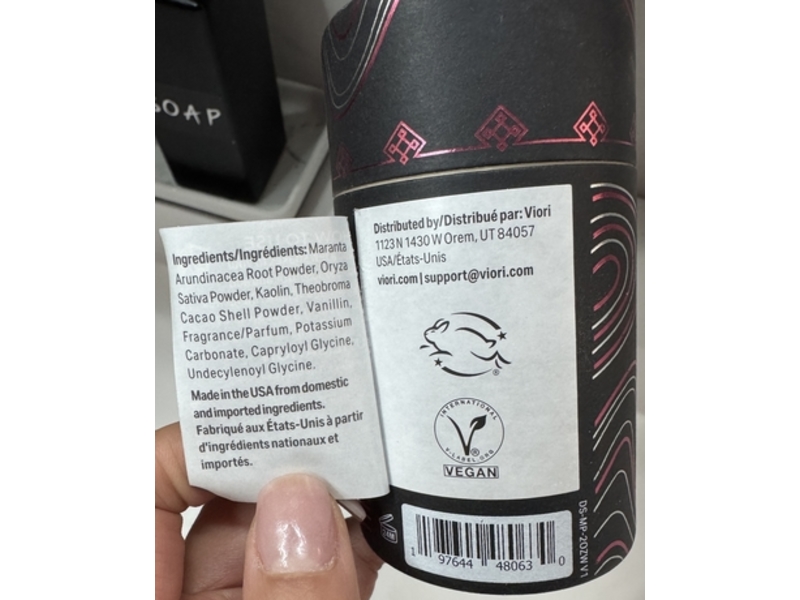 SOAP
Ingredients/Ingrédients: Maranta
Arundinacea Root Powder, Oryza
Sativa Powder, Kaolin, Theobroma
Cacao Shell Powder, Vanillin,
Fragrance/Parfum, Potassium
Carbonate, Capryloyl Glycine,
Undecylenoyl Glycine.
Made in the USA from domestic
and imported ingredients.
Fabriqué aux États-Unis à partir
d'ingrédients nationaux et
importés.
Distributed by/Distribué par: Viori
1123 N 1430 W Orem, UT 84057
USA/États-Unis
viori.com | support@viori.com
®
INTERNATIONAL
V-LABEL.ORG
®
VEGAN
1 97644 48063 0
DS-MP-2OZW V1